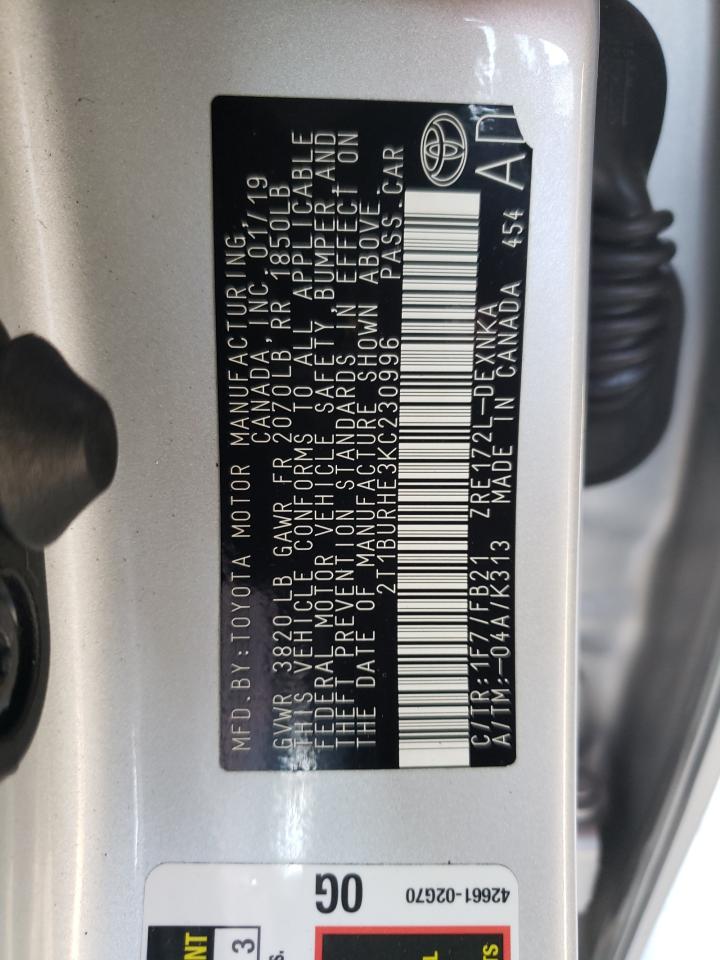 MFD.BY:TOYOTA MOTOR MANUFACTURING,
CANADA,INC. 01/19
GVWR 3820LB GAWR FR 2070LB RR 1850LB
THIS VEHICLE CONFORMS TO ALL APPLICABLE
FEDERAL MOTOR VEHICLE SAFETY, BUMPER,AND
THEFT PREVENTION STANDARDS IN EFFECT ON
THE DATE OF MANUFACTURE SHOWN ABOVE.
2T1BURHE3KC230996 PASS.CAR
C/TR:1F7/FB21 ZRE172L-DEXNKA
A/TM:-04A/K313 MADE IN CANADA 454
42661-02G70
0G
3